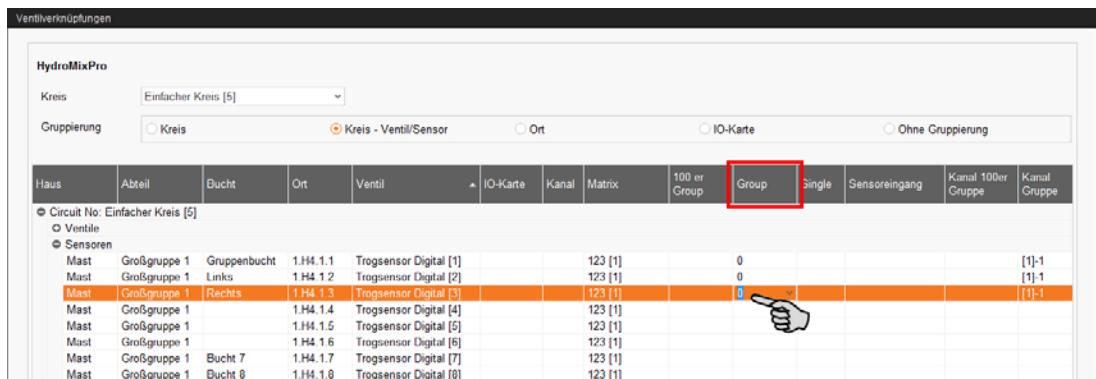 Ventilverknüpfungen
HydroMixPro
Kreis Einfacher Kreis [5]
Gruppierung Kreis Kreis - Ventil/Sensor Ort IO-Karte Ohne Gruppierung
Haus Abteil Bucht Ort Ventil IO-Karte Kanal Matrix 100 er Group Group Single Sensoreingang Kanal 100er Gruppe Kanal Gruppe
Circuit No: Einfacher Kreis [5]
Ventile
Sensoren
Mast Großgruppe 1 Gruppenbucht 1.H4.1.1 Trogsensor Digital [1] 123 [1] 0 [1]-1
Mast Großgruppe 1 Links 1.H4.1.2 Trogsensor Digital [2] 123 [1] 0 [1]-1
Mast Großgruppe 1 Rechts 1.H4.1.3 Trogsensor Digital [3] 123 [1] 0 [1]-1
Mast Großgruppe 1 1.H4.1.4 Trogsensor Digital [4] 123 [1]
Mast Großgruppe 1 1.H4.1.5 Trogsensor Digital [5] 123 [1]
Mast Großgruppe 1 1.H4.1.6 Trogsensor Digital [6] 123 [1]
Mast Großgruppe 1 Bucht 7 1.H4.1.7 Trogsensor Digital [7] 123 [1]
Mast Großgruppe 1 Bucht 8 1.H4.1.8 Trogsensor Digital [8] 123 [1]